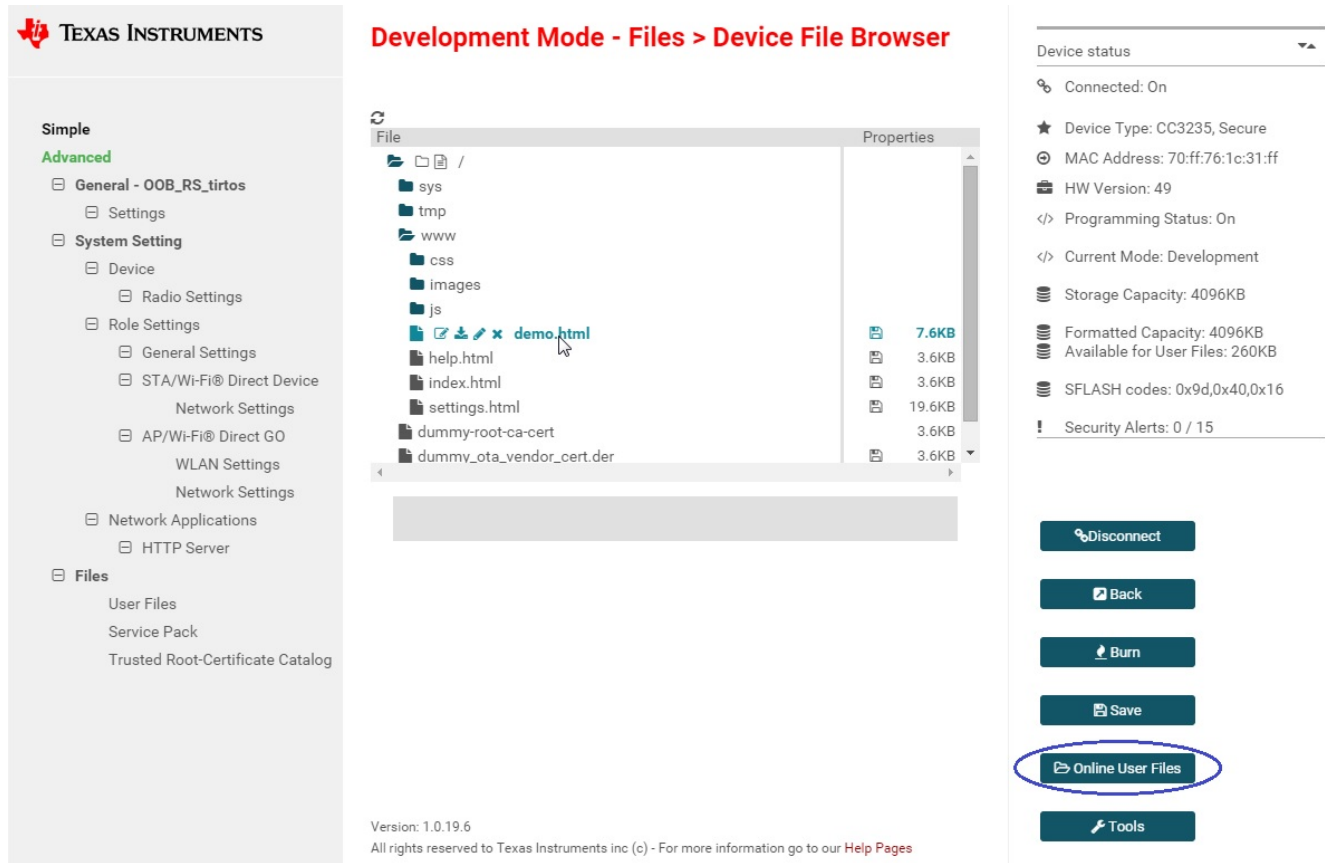 TEXAS INSTRUMENTS
Simple
Advanced
General - OOB_RS_tirtos
Settings
System Setting
Device
Radio Settings
Role Settings
General Settings
STA/Wi-Fi® Direct Device
Network Settings
AP/Wi-Fi® Direct GO
WLAN Settings
Network Settings
Network Applications
HTTP Server
Files
User Files
Service Pack
Trusted Root-Certificate Catalog
Development Mode - Files > Device File Browser
File Properties
/
sys
tmp
www
css
images
js
demo.html 7.6KB
help.html 3.6KB
index.html 3.6KB
settings.html 19.6KB
dummy-root-ca-cert 3.6KB
dummy_ota_vendor_cert.der 3.6KB
Version: 1.0.19.6
All rights reserved to Texas Instruments inc (c) - For more information go to our Help Pages
Device status
Connected: On
Device Type: CC3235, Secure
MAC Address: 70:ff:76:1c:31:ff
HW Version: 49
Programming Status: On
Current Mode: Development
Storage Capacity: 4096KB
Formatted Capacity: 4096KB
Available for User Files: 260KB
SFLASH codes: 0x9d,0x40,0x16
Security Alerts: 0 / 15
Disconnect
Back
Burn
Save
Online User Files
Tools